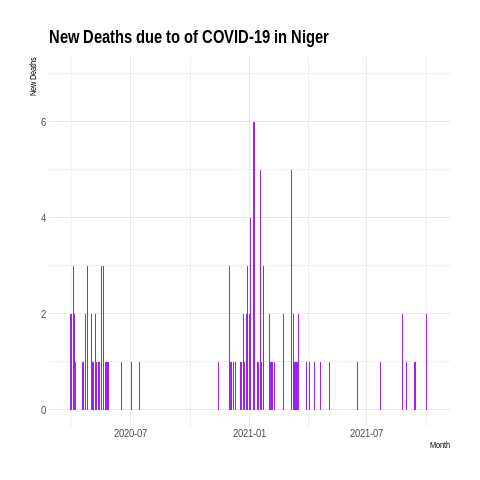 New Deaths due to of COVID-19 in Niger
New Deaths
6
4
2
0
2020-07 2021-01 2021-07
Month